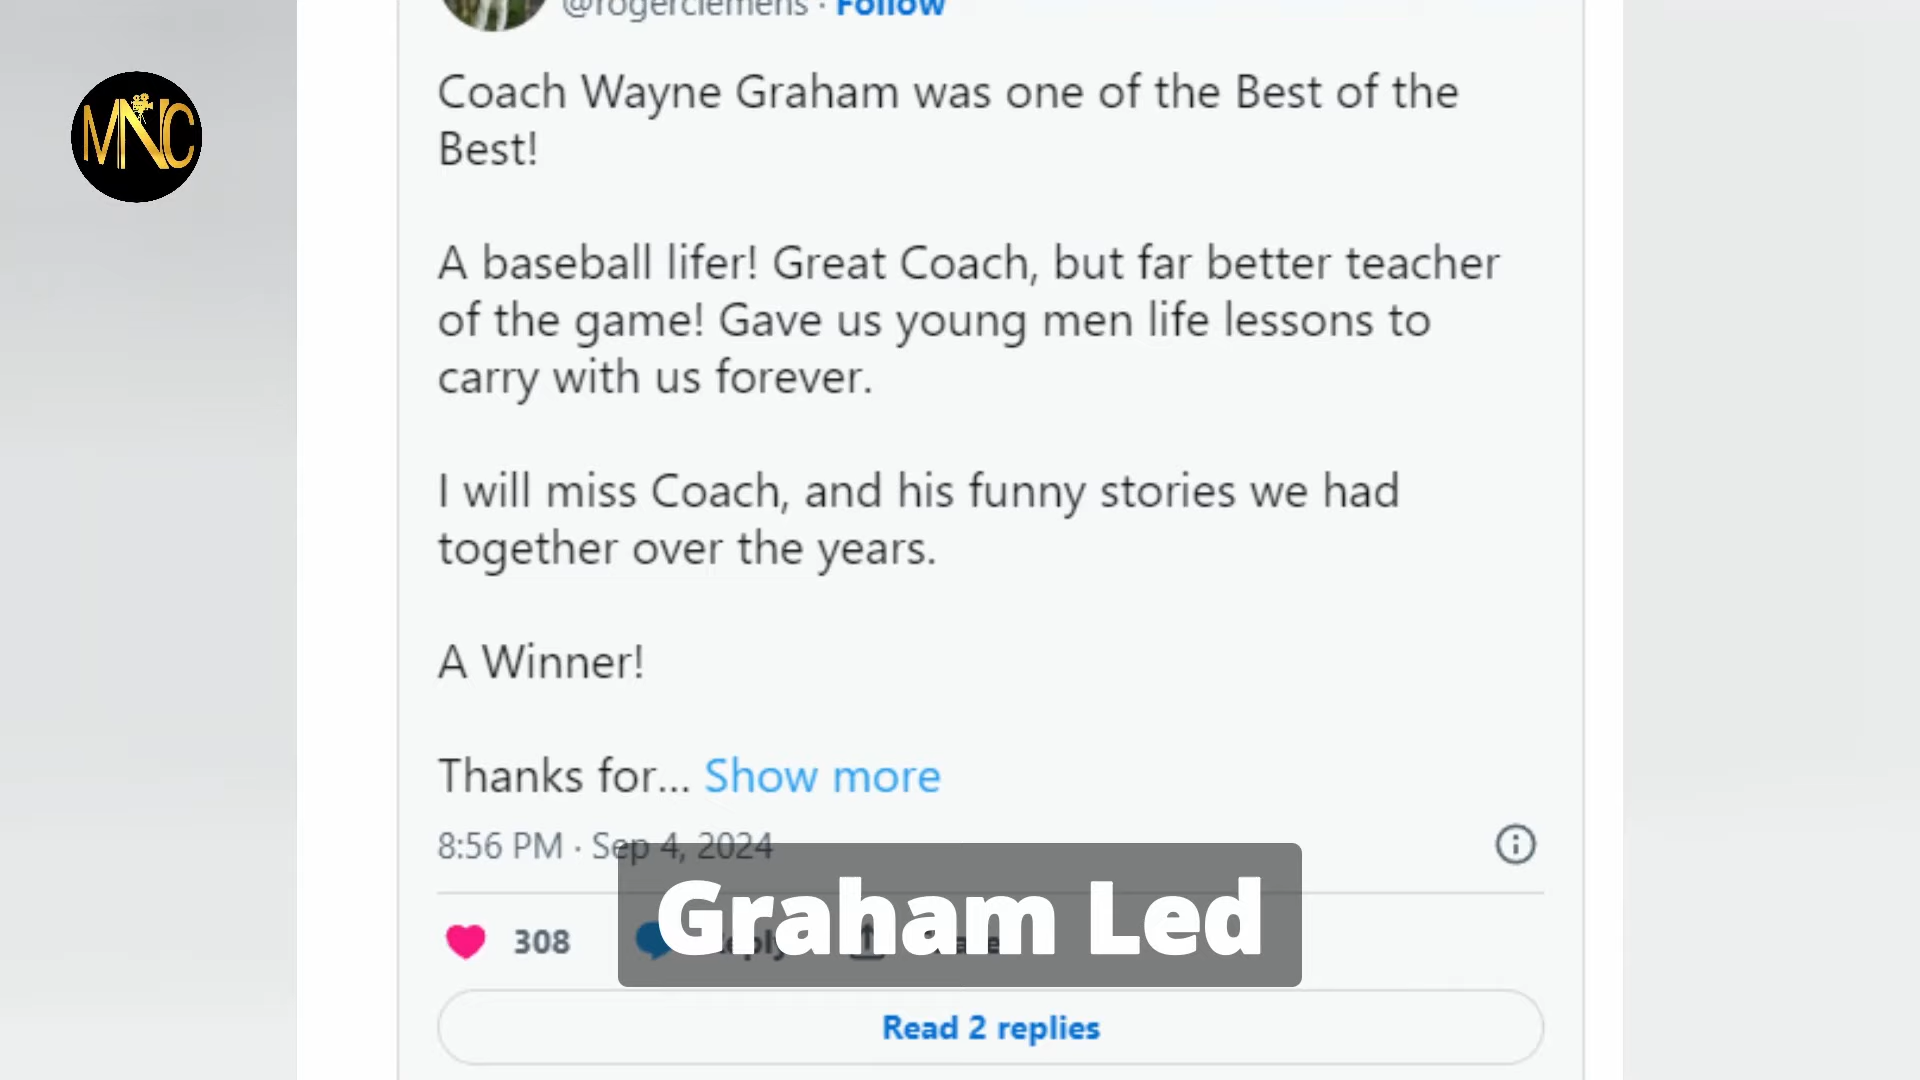 @rogerclemens · Follow
MNC
Coach Wayne Graham was one of the Best of the
Best!
A baseball lifer! Great Coach, but far better teacher
of the game! Gave us young men life lessons to
carry with us forever.
I will miss Coach, and his funny stories we had
together over the years.
A Winner!
Thanks for... Show more
8:56 PM · Sep 4, 2024
308
Graham Led
Read 2 replies